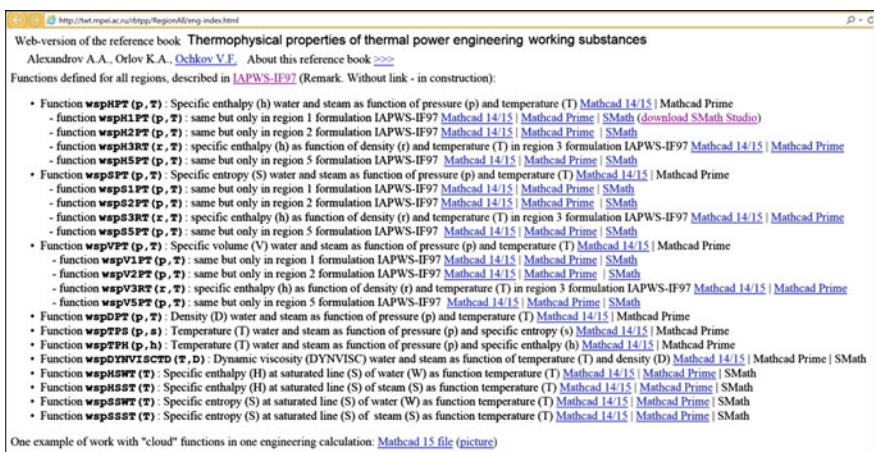 http://twt.mpei.ac.ru/rbtpp/RegionAll/eng-index.html
Web-version of the reference book Thermophysical properties of thermal power engineering working substances
Alexandrov A.A., Orlov K.A., Ochkov V.F. About this reference book >>>
Functions defined for all regions, described in IAPWS-IF97 (Remark. Without link - in construction):
• Function wspHPT(p,T): Specific enthalpy (h) water and steam as function of pressure (p) and temperature (T) Mathcad 14/15 | Mathcad Prime
- function wspH1PT(p,T): same but only in region 1 formulation IAPWS-IF97 Mathcad 14/15 | Mathcad Prime | SMath (download SMath Studio)
- function wspH2PT(p,T): same but only in region 2 formulation IAPWS-IF97 Mathcad 14/15 | Mathcad Prime | SMath
- function wspH3RT(r,T): specific enthalpy (h) as function of density (r) and temperature (T) in region 3 formulation IAPWS-IF97 Mathcad 14/15 | Mathcad Prime
- function wspH5PT(p,T): same but only in region 5 formulation IAPWS-IF97 Mathcad 14/15 | Mathcad Prime | SMath
• Function wspSPT(p,T): Specific entropy (S) water and steam as function of pressure (p) and temperature (T) Mathcad 14/15 | Mathcad Prime
- function wspS1PT(p,T): same but only in region 1 formulation IAPWS-IF97 Mathcad 14/15 | Mathcad Prime | SMath
- function wspS2PT(p,T): same but only in region 2 formulation IAPWS-IF97 Mathcad 14/15 | Mathcad Prime | SMath
- function wspS3RT(r,T): specific enthalpy (h) as function of density (r) and temperature (T) in region 3 formulation IAPWS-IF97 Mathcad 14/15 | Mathcad Prime
- function wspS5PT(p,T): same but only in region 5 formulation IAPWS-IF97 Mathcad 14/15 | Mathcad Prime | SMath
• Function wspVPT(p,T): Specific volume (V) water and steam as function of pressure (p) and temperature (T) Mathcad 14/15 | Mathcad Prime
- function wspV1PT(p,T): same but only in region 1 formulation IAPWS-IF97 Mathcad 14/15 | Mathcad Prime | SMath
- function wspV2PT(p,T): same but only in region 2 formulation IAPWS-IF97 Mathcad 14/15 | Mathcad Prime | SMath
- function wspV3RT(r,T): specific enthalpy (h) as function of density (r) and temperature (T) in region 3 formulation IAPWS-IF97 Mathcad 14/15 | Mathcad Prime
- function wspV5PT(p,T): same but only in region 5 formulation IAPWS-IF97 Mathcad 14/15 | Mathcad Prime | SMath
• Function wspDPT(p,T): Density (D) water and steam as function of pressure (p) and temperature (T) Mathcad 14/15 | Mathcad Prime
• Function wspTPS(p,s): Temperature (T) water and steam as function of pressure (p) and specific entropy (s) Mathcad 14/15 | Mathcad Prime
• Function wspTPH(p,h): Temperature (T) water and steam as function of pressure (p) and specific enthalpy (h) Mathcad 14/15 | Mathcad Prime
• Function wspDYNVISCTD(T,D): Dynamic viscosity (DYNVISC) water and steam as function of temperature (T) and density (D) Mathcad 14/15 | Mathcad Prime | SMath
• Function wspHSWT(T): Specific enthalpy (H) at saturated line (S) of water (W) as function temperature (T) Mathcad 14/15 | Mathcad Prime | SMath
• Function wspHSST(T): Specific enthalpy (H) at saturated line (S) of steam (S) as function temperature (T) Mathcad 14/15 | Mathcad Prime | SMath
• Function wspSSWT(T): Specific entropy (S) at saturated line (S) of water (W) as function temperature (T) Mathcad 14/15 | Mathcad Prime | SMath
• Function wspSSST(T): Specific entropy (S) at saturated line (S) of steam (S) as function temperature (T) Mathcad 14/15 | Mathcad Prime | SMath
One example of work with "cloud" functions in one engineering calculation: Mathcad 15 file (picture)